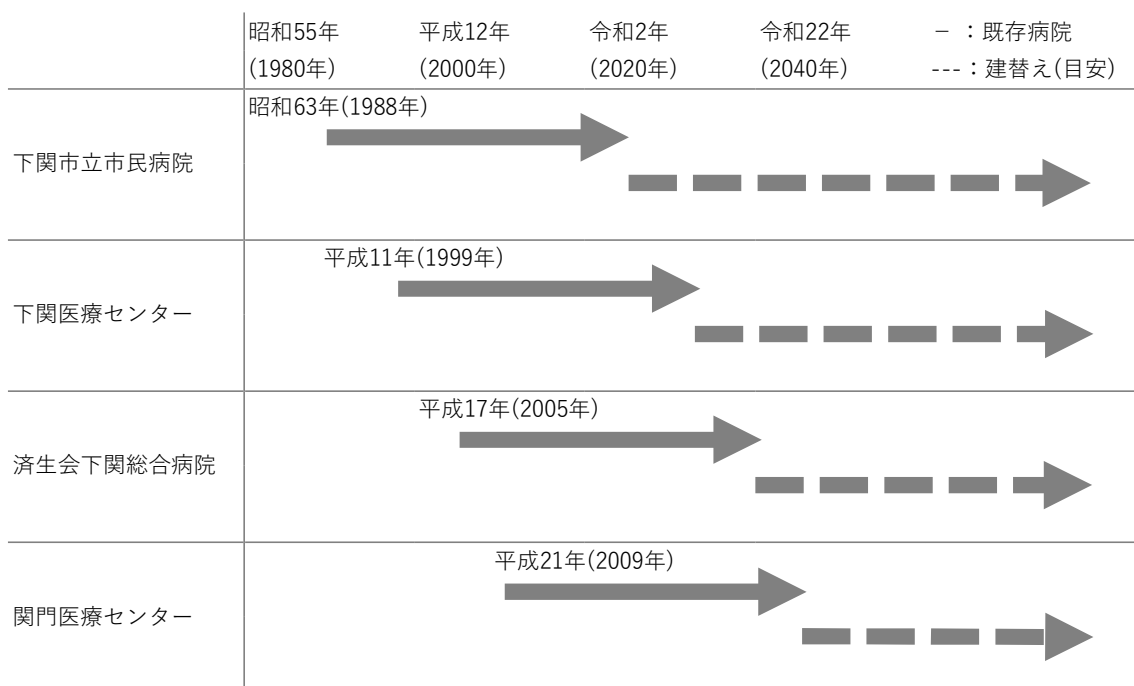 昭和55年 平成12年 令和2年 令和22年 − ：既存病院
(1980年) (2000年) (2020年) (2040年) ---：建替え(目安)
昭和63年(1988年)
下関市立市民病院
平成11年(1999年)
下関医療センター
平成17年(2005年)
済生会下関総合病院
平成21年(2009年)
関門医療センター